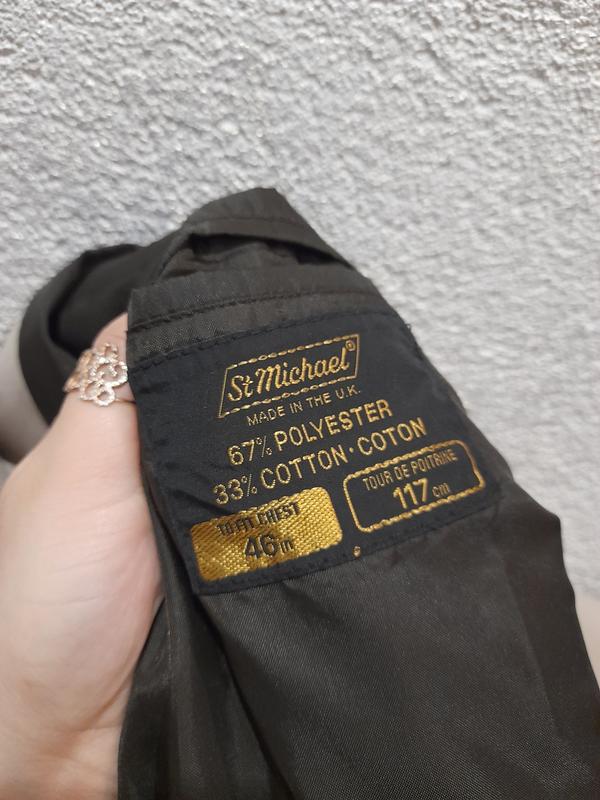 St Michael®
MADE IN THE U.K.
67% POLYESTER
33% COTTON · COTON
TO FIT CHEST
46 in
TOUR DE POITRINE
117 cm